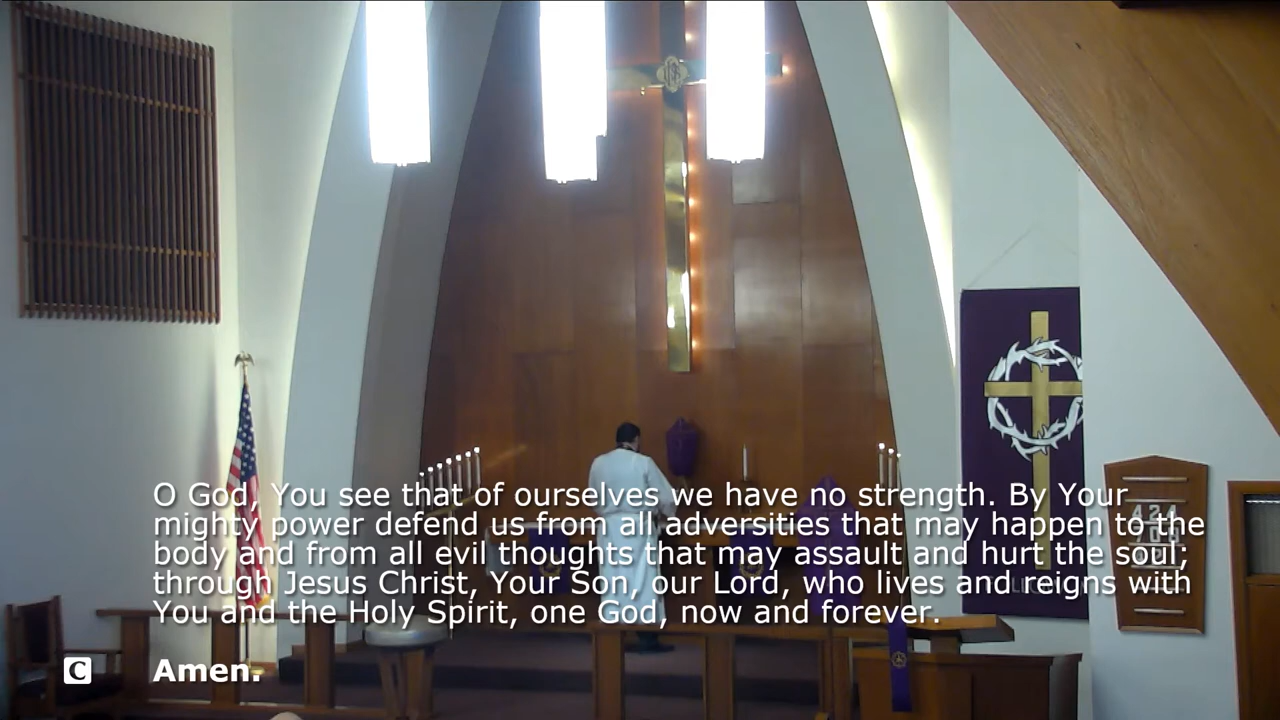 O God, You see that of ourselves we have no strength. By Your
mighty power defend us from all adversities that may happen to the
body and from all evil thoughts that may assault and hurt the soul;
through Jesus Christ, Your Son, our Lord, who lives and reigns with
You and the Holy Spirit, one God, now and forever.
C Amen.
424